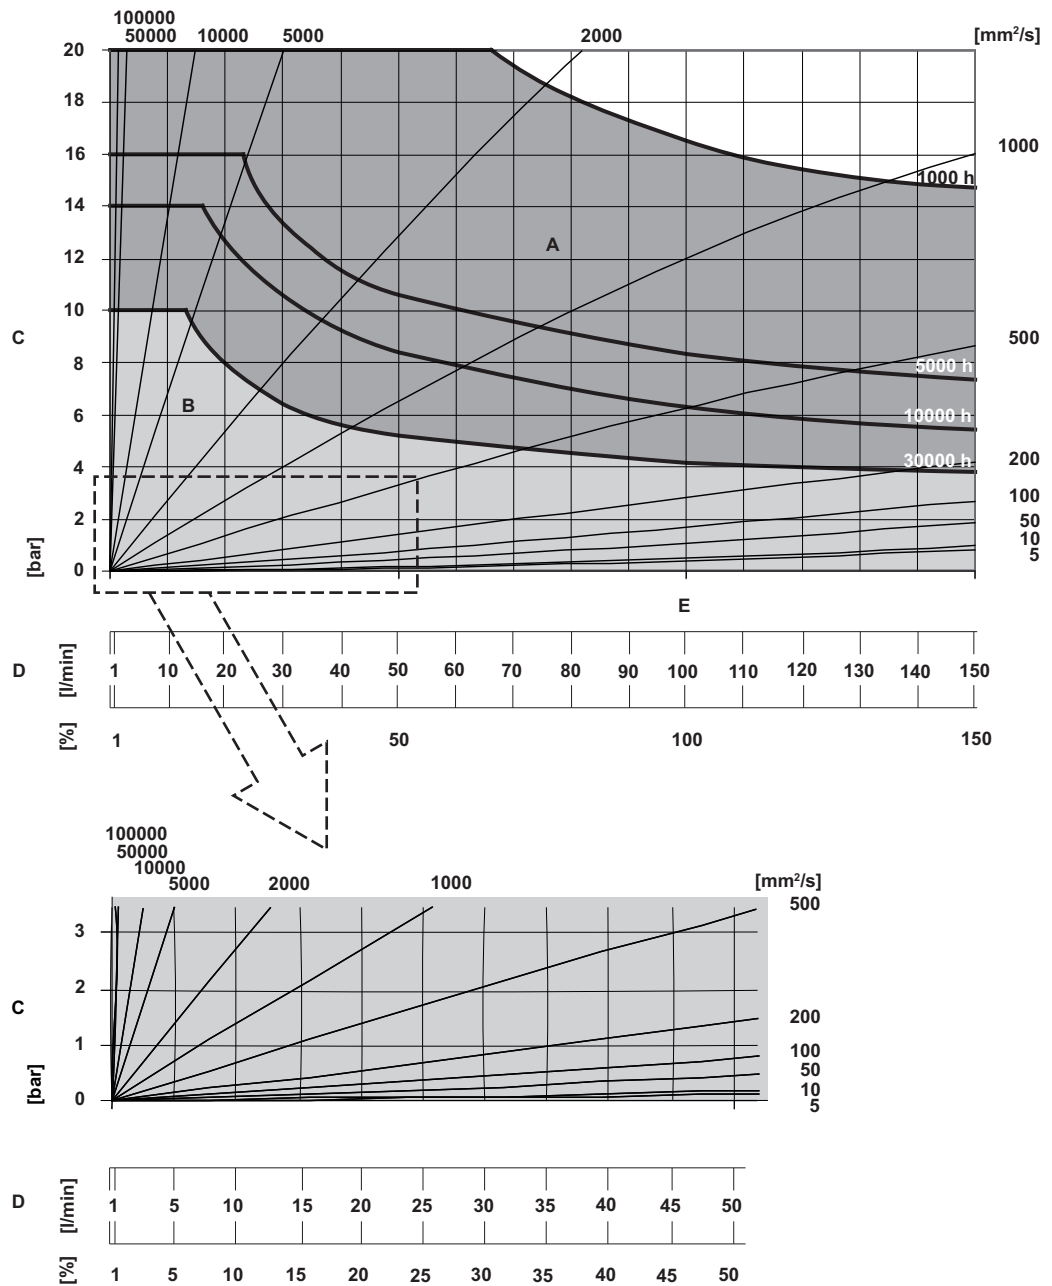 100000
50000 10000 5000 2000 [mm²/s]
20
18
16
1000
1000 h
14
A
12
10
C
500
8
5000 h
B
6
10000 h
4
30000 h
200
100
2
50
10
5
0
[bar]
E
D [l/min] 1 10 20 30 40 50 60 70 80 90 100 110 120 130 140 150
[%] 1 50 100 150
100000
50000
10000
5000 2000 1000 [mm²/s]
500
3
2
C
200
1
100
50
[bar]
10
0
5
D [l/min] 1 5 10 15 20 25 30 35 40 45 50
[%] 1 5 10 15 20 25 30 35 40 45 50